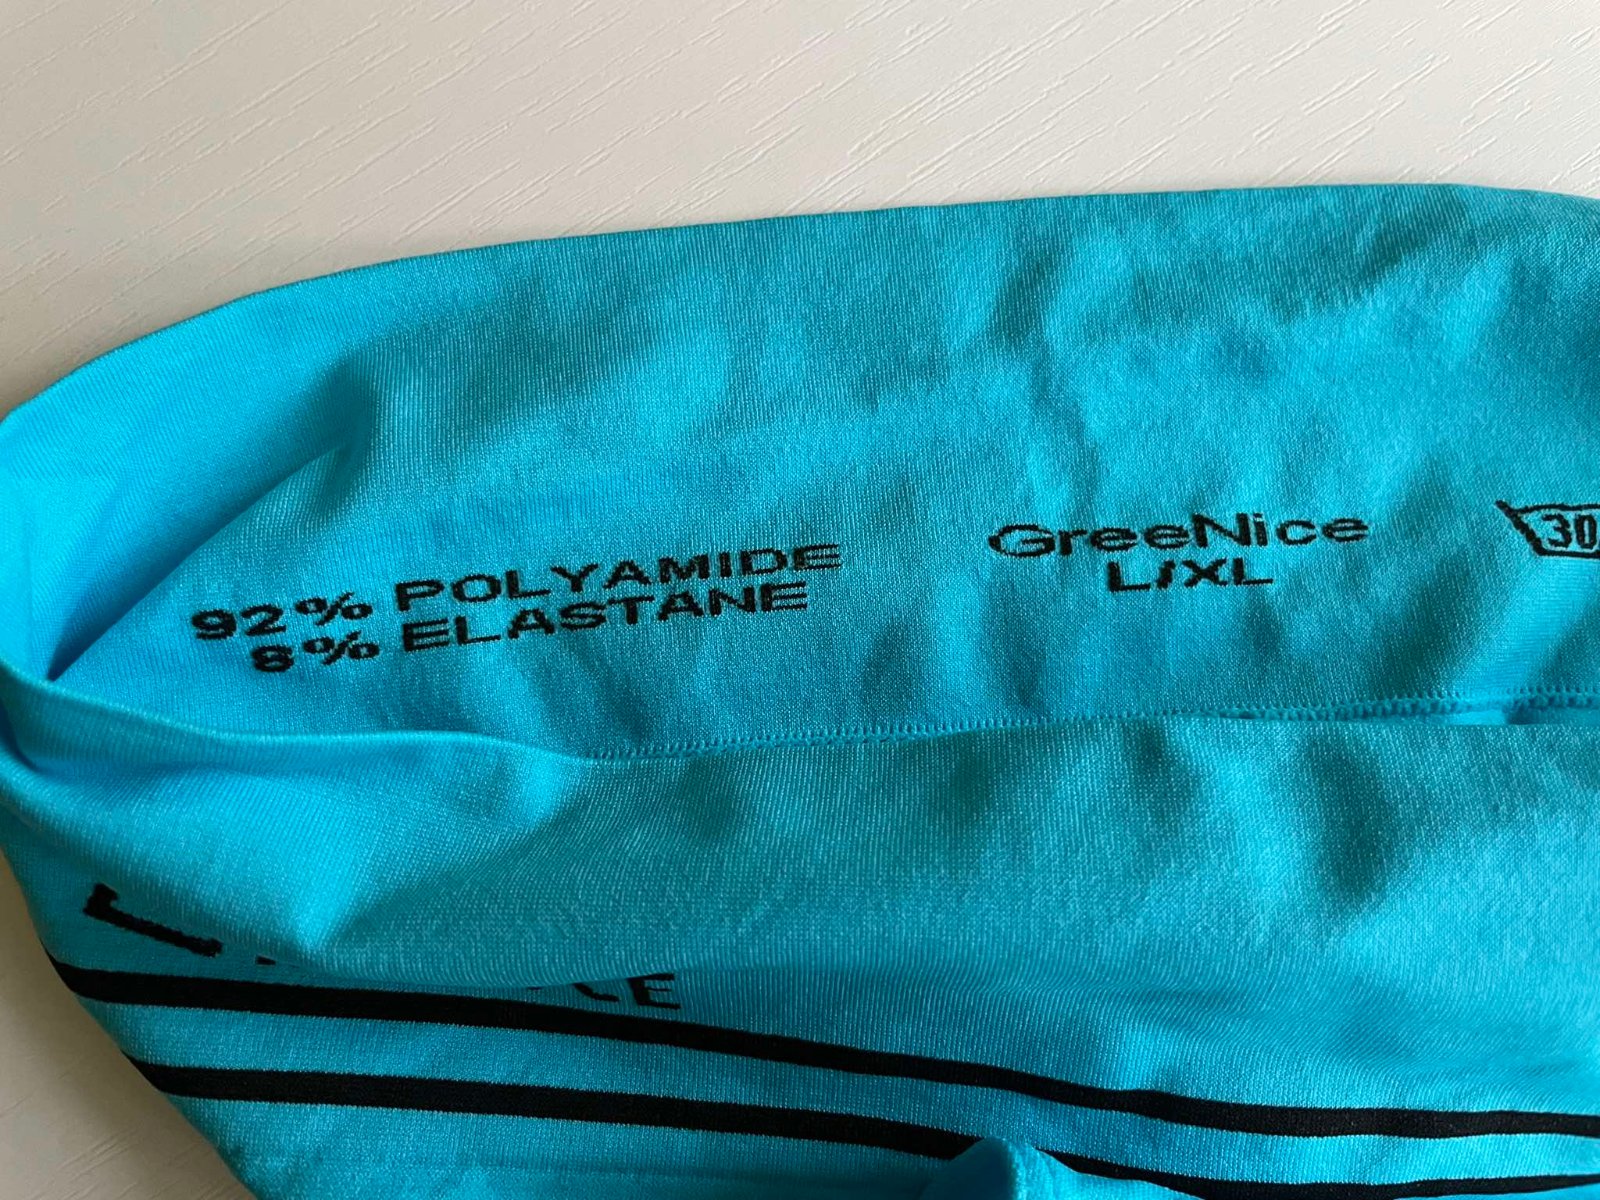 92% POLYAMIDE
8% ELASTANE
GreeNice
L/XL
30